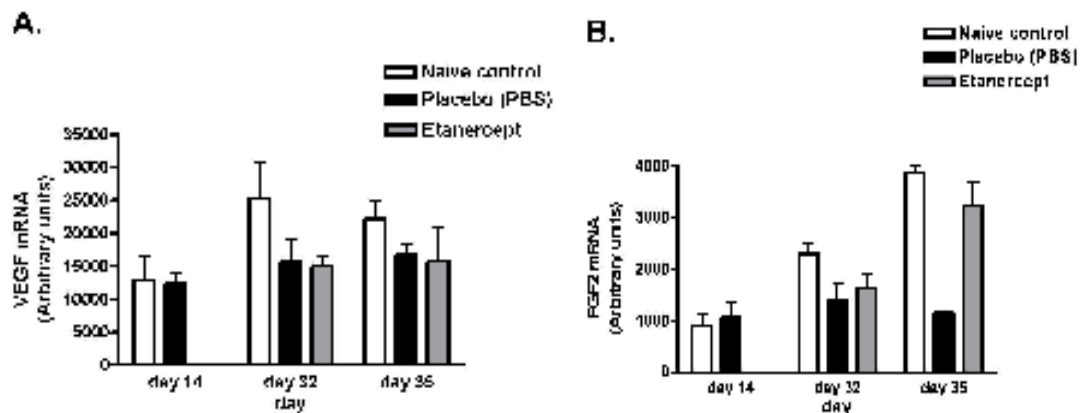 A.
Naive control
Placebo (PBS)
Etanercept
VEGF mRNA
(Arbitrary units)
35000
30000
25000
20000
15000
10000
5000
0
day 14
day 32
day 35
day
B.
Naive control
Placebo (PBS)
Etanercept
FGF2 mRNA
(Arbitrary units)
4000
3000
2000
1000
0
day 14
day 32
day 35
day